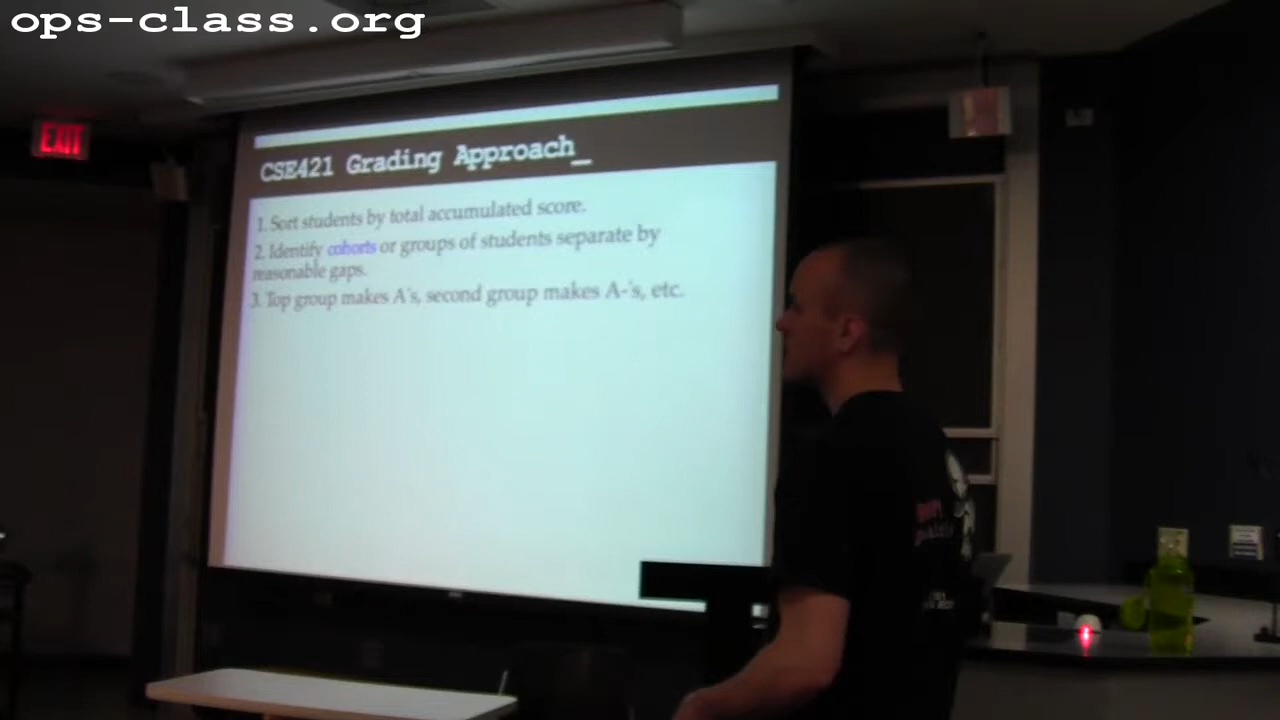 ops-class.org
EXIT
CSE421 Grading Approach_
1. Sort students by total accumulated score.
2. Identify cohorts or groups of students separate by
reasonable gaps.
3. Top group makes A's, second group makes A-'s, etc.